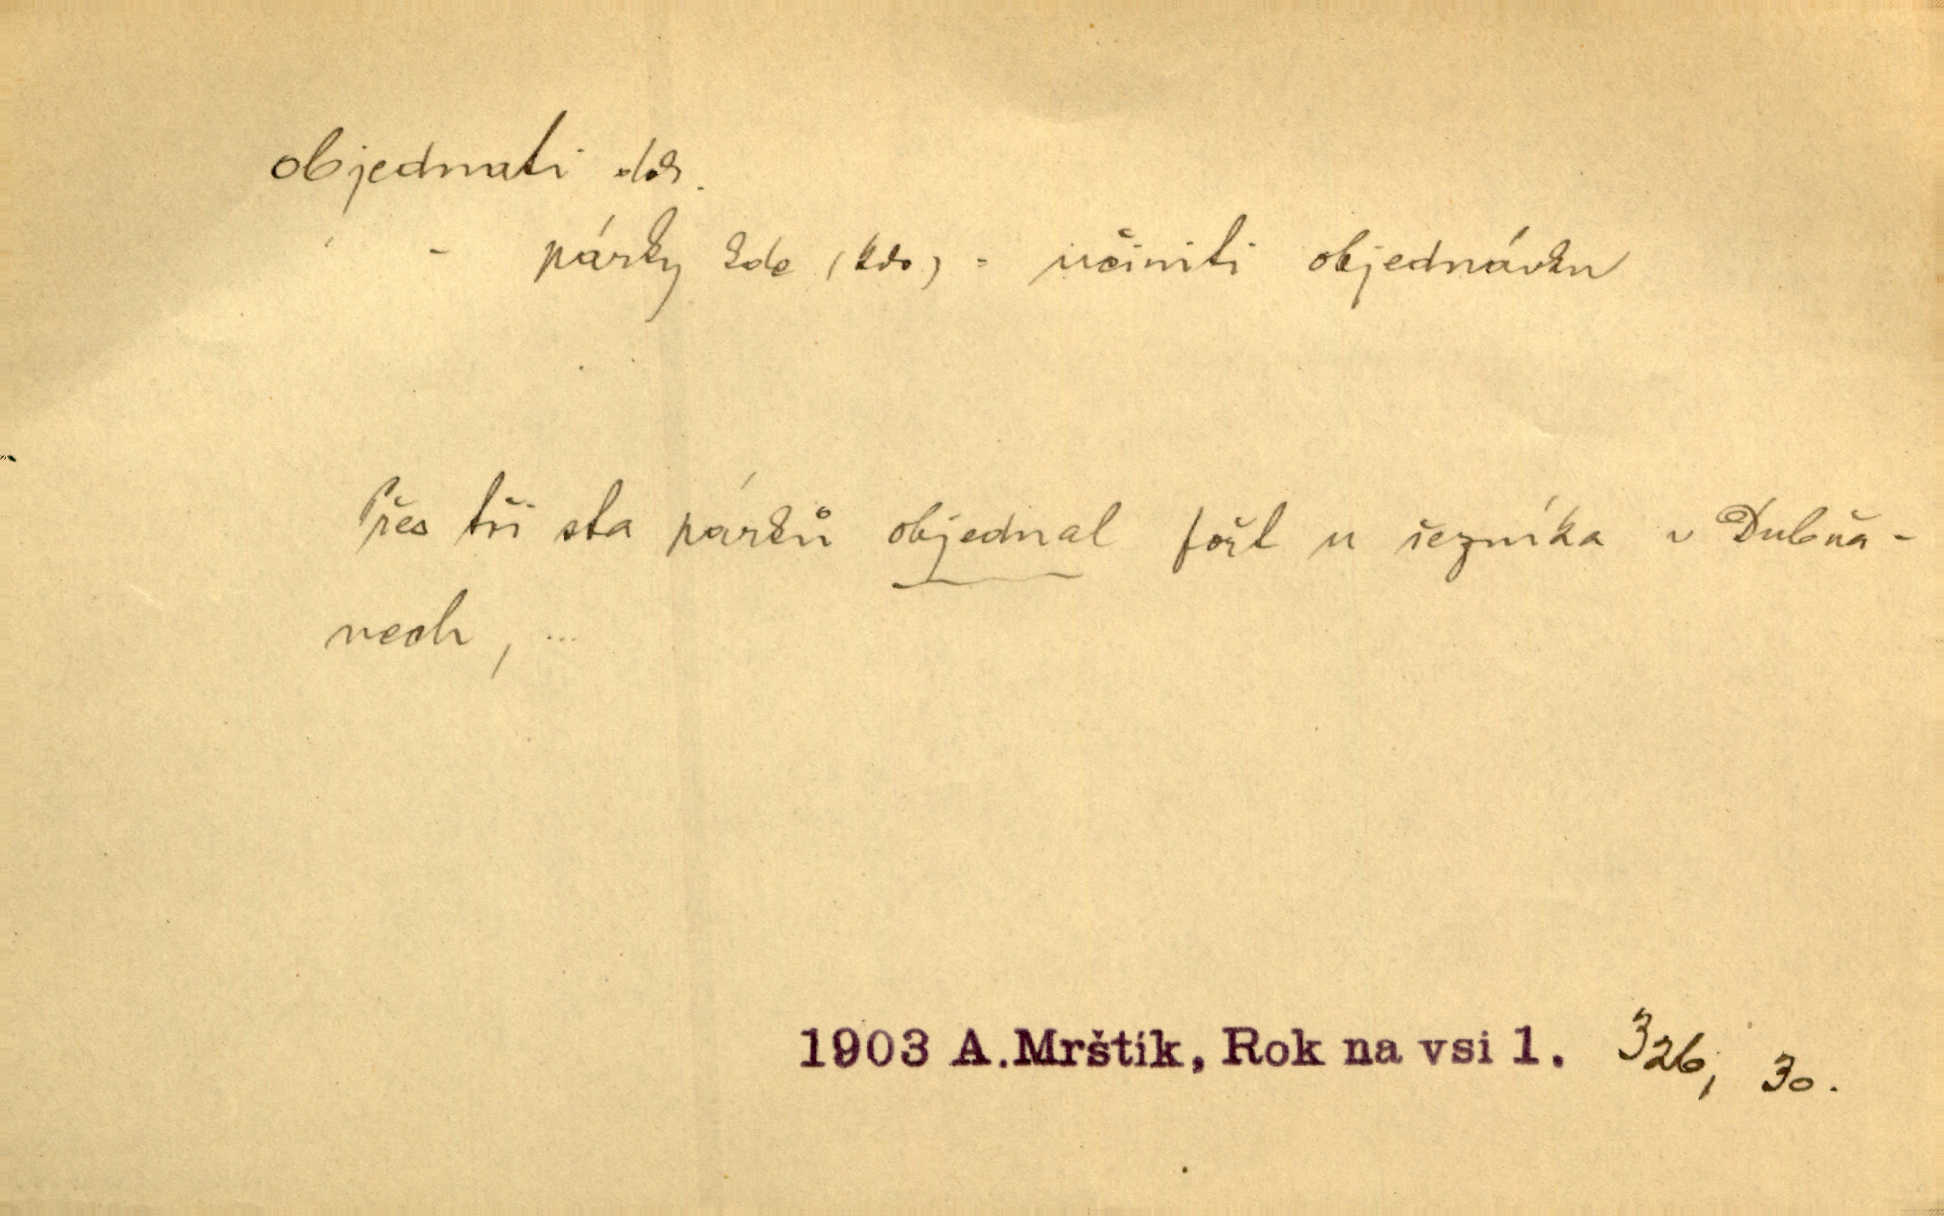 objednati dok.
- párky kde (kdo) = učiniti objednávku
Přes tři sta párků objednal fořt u řezníka v Dubňa-
nech, ...
1903 A.Mrštík, Rok na vsi 1. 326, 30.